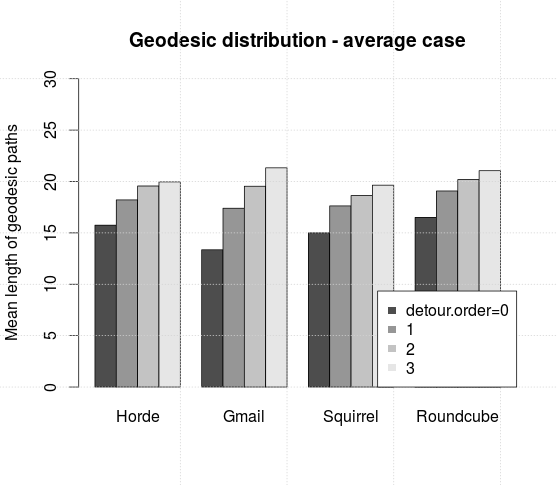 Geodesic distribution - average case
Mean length of geodesic paths
30
25
20
15
10
5
0
detour.order=0
1
2
3
Horde
Gmail
Squirrel
Roundcube